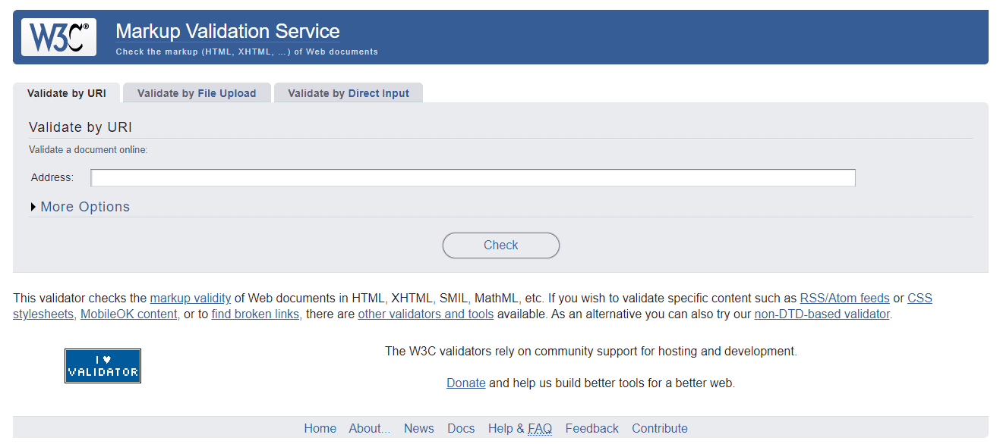 W3C®
Markup Validation Service
Check the markup (HTML, XHTML, ...) of Web documents
Validate by URI
Validate by File Upload
Validate by Direct Input
Validate by URI
Validate a document online:
Address:
More Options
Check
This validator checks the markup validity of Web documents in HTML, XHTML, SMIL, MathML, etc. If you wish to validate specific content such as RSS/Atom feeds or CSS
stylesheets, MobileOK content, or to find broken links, there are other validators and tools available. As an alternative you can also try our non-DTD-based validator.
I ♥
VALIDATOR
The W3C validators rely on community support for hosting and development.
Donate and help us build better tools for a better web.
Home About... News Docs Help & FAQ Feedback Contribute